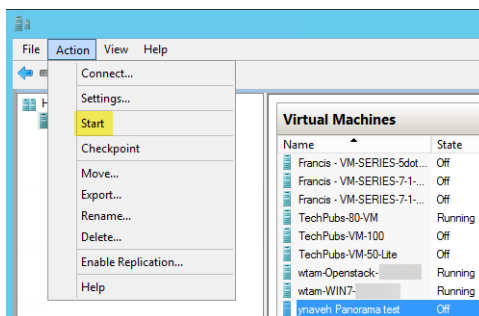 File Action View Help
Connect...
Settings...
Start
Checkpoint
Move...
Export...
Rename...
Delete...
Enable Replication...
Help
H
Virtual Machines
Name State
Francis - VM-SERIES-5dot... Off
Francis - VM-SERIES-7-1-... Off
Francis - VM-SERIES-7-1-... Off
TechPubs-80-VM Running
TechPubs-VM-100 Off
TechPubs-VM-50-Lite Off
wtam-Openstack- Running
wtam-WIN7- Running
ynaveh Panorama test Off